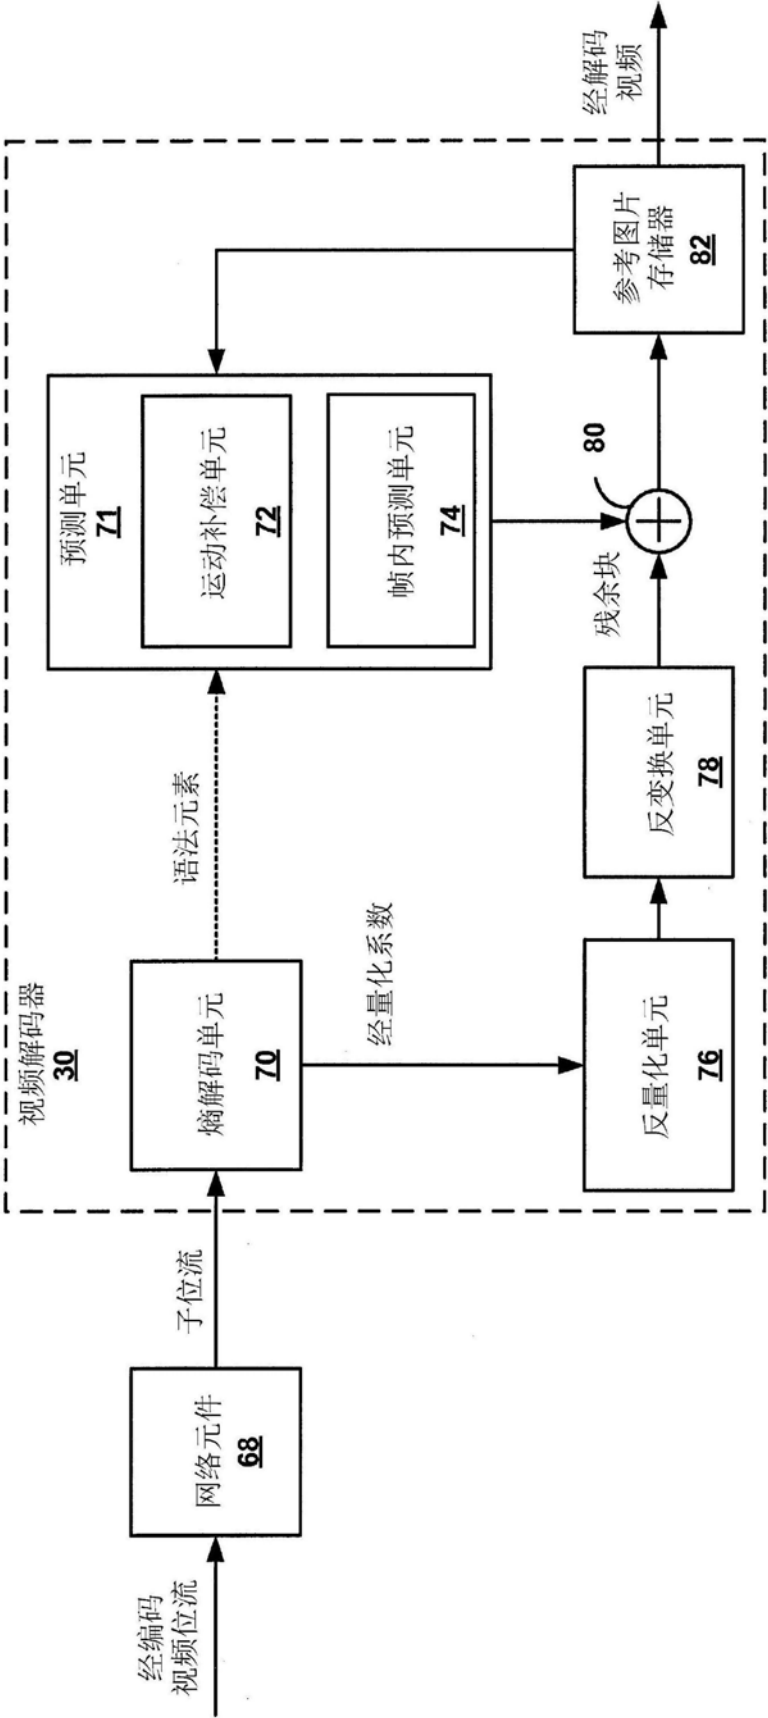 视频解码器
30
经编码
视频位流
网络元件
68
子位流
熵解码单元
70
语法元素
预测单元
71
运动补偿单元
72
帧内预测单元
74
经量化系数
反量化单元
76
反变换单元
78
残余块
80
参考图片
存储器
82
经解码
视频